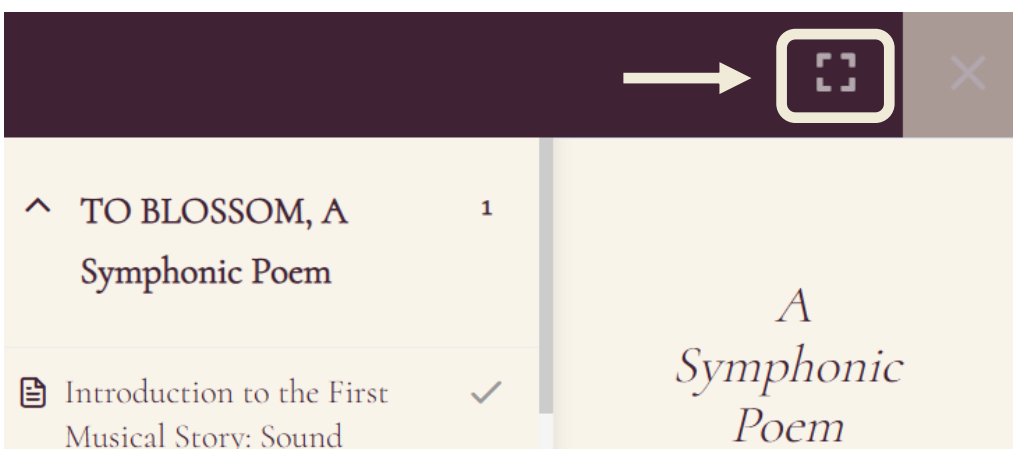 TO BLOSSOM, A
Symphonic Poem
1
Introduction to the First
Musical Story: Sound
A
Symphonic
Poem